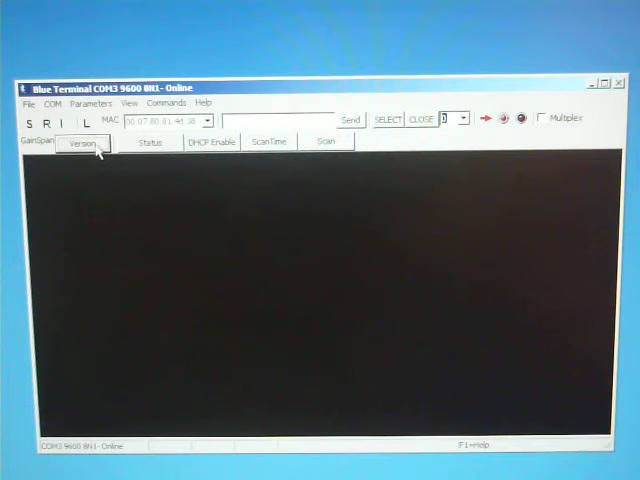 Blue Terminal COM3 9600 8N1- Online
File COM Parameters View Commands Help
S R I L MAC 00.07.80.81.4d.38 Send SELECT CLOSE Multiplex
GainSpan Version Status DHCP Enable ScanTime Scan
COM3 9600 8N1- Online F1=Help